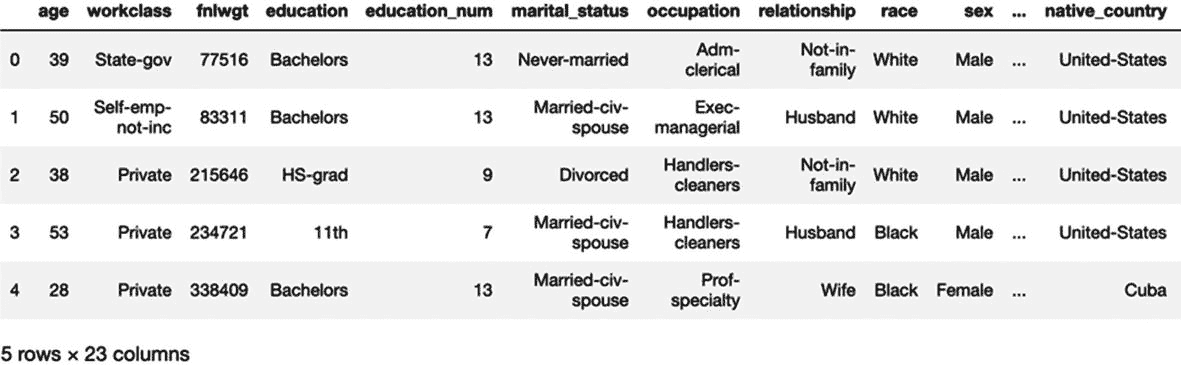 age workclass fnlwgt education education_num marital_status occupation relationship race sex ... native_country
0 39 State-gov 77516 Bachelors 13 Never-married Adm-clerical Not-in-family White Male ... United-States
1 50 Self-emp-not-inc 83311 Bachelors 13 Married-civ-spouse Exec-managerial Husband White Male ... United-States
2 38 Private 215646 HS-grad 9 Divorced Handlers-cleaners Not-in-family White Male ... United-States
3 53 Private 234721 11th 7 Married-civ-spouse Handlers-cleaners Husband Black Male ... United-States
4 28 Private 338409 Bachelors 13 Married-civ-spouse Prof-specialty Wife Black Female ... Cuba
5 rows × 23 columns